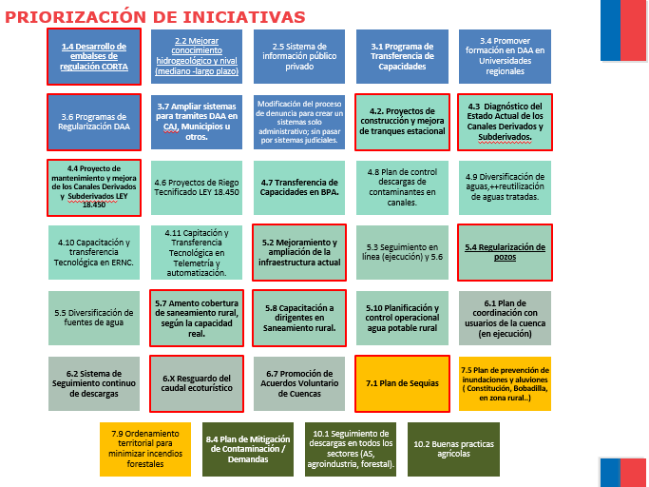 PRIORIZACIÓN DE INICIATIVAS
1.4 Desarrollo de
embalses de
regulación CORTA
2.2 Mejorar
conocimiento
hidrogeológico y nival
(mediano -largo plazo)
2.5 Sistema de
información público
privado
3.1 Programa de
Transferencia de
Capacidades
3.4 Promover
formación en DAA en
Universidades
regionales
3.6 Programas de
Regularización DAA
3.7 Ampliar sistemas
para tramites DAA en
CAJ, Municipios u
otros.
Modificación del proceso
de denuncia para crear un
sistemas solo
administrativo; sin pasar
por sistemas judiciales.
4.2. Proyectos de
construcción y mejora
de tranques estacional
4.3 Diagnóstico del
Estado Actual de los
Canales Derivados y
Subderivados.
4.4 Proyecto de
mantenimiento y mejora
de los Canales Derivados
y Subderivados LEY
18.450
4.6 Proyectos de Riego
Tecnificado LEY 18.450
4.7 Transferencia de
Capacidades en BPA.
4.8 Plan de control
descargas de
contaminantes en
canales.
4.9 Diversificación de
aguas,++reutilización
de aguas tratadas.
4.10 Capacitación y
transferencia
Tecnológica en ERNC.
4.11 Capitación y
Transferencia
Tecnológica en
Telemetría y
automatización.
5.2 Mejoramiento y
ampliación de la
infraestructura actual
5.3 Seguimiento en
línea (ejecución) y 5.6
5.4 Regularización de
pozos
5.5 Diversificación de
fuentes de agua
5.7 Amento cobertura
de saneamiento rural,
según la capacidad
real.
5.8 Capacitación a
dirigentes en
Saneamiento rural.
5.10 Planificación y
control operacional
agua potable rural
6.1 Plan de
coordinación con
usuarios de la cuenca
(en ejecución)
6.2 Sistema de
Seguimiento continuo
de descargas
6.X Resguardo del
caudal ecoturístico
6.7 Promoción de
Acuerdos Voluntario
de Cuencas
7.1 Plan de Sequias
7.5 Plan de prevención de
inundaciones y aluviones
( Constitución, Bobadilla,
en zona rural..)
7.9 Ordenamiento
territorial para
minimizar incendios
forestales
8.4 Plan de Mitigación
de Contaminación /
Demandas
10.1 Seguimiento de
descargas en todos los
sectores (AS,
agroindustria, forestal).
10.2 Buenas practicas
agrícolas